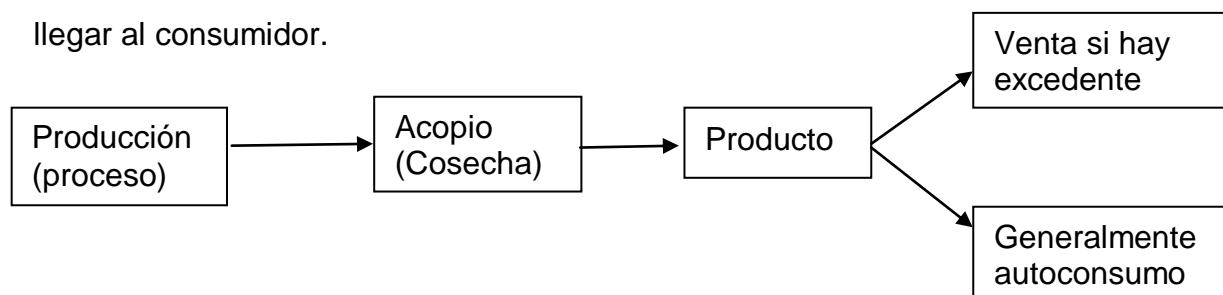 llegar al consumidor.
Producción
(proceso)
Acopio
(Cosecha)
Producto
Venta si hay
excedente
Generalmente
autoconsumo